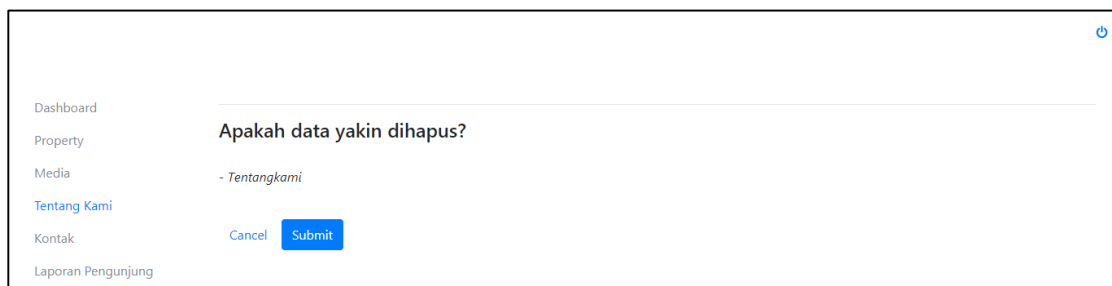 Dashboard
Property
Media
Tentang Kami
Kontak
Laporan Pengunjung
Apakah data yakin dihapus?
- Tentangkami
Cancel Submit